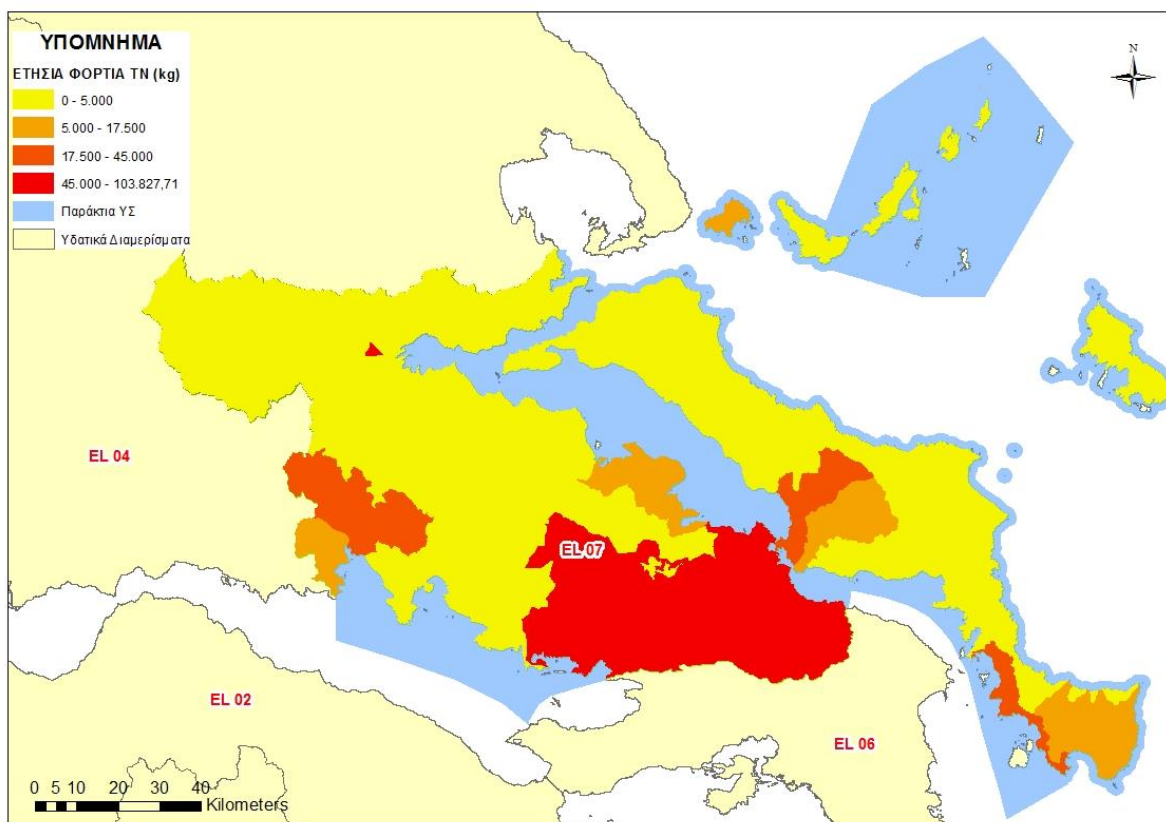 ΥΠΟΜΝΗΜΑ
ΕΤΗΣΙΑ ΦΟΡΤΙΑ ΤΝ (kg)
0 - 5.000
5.000 - 17.500
17.500 - 45.000
45.000 - 103.827,71
Παράκτια ΥΣ
Υδατικά Διαμερίσματα
N
EL 04
EL 07
EL 02
EL 06
0 5 10 20 30 40
Kilometers